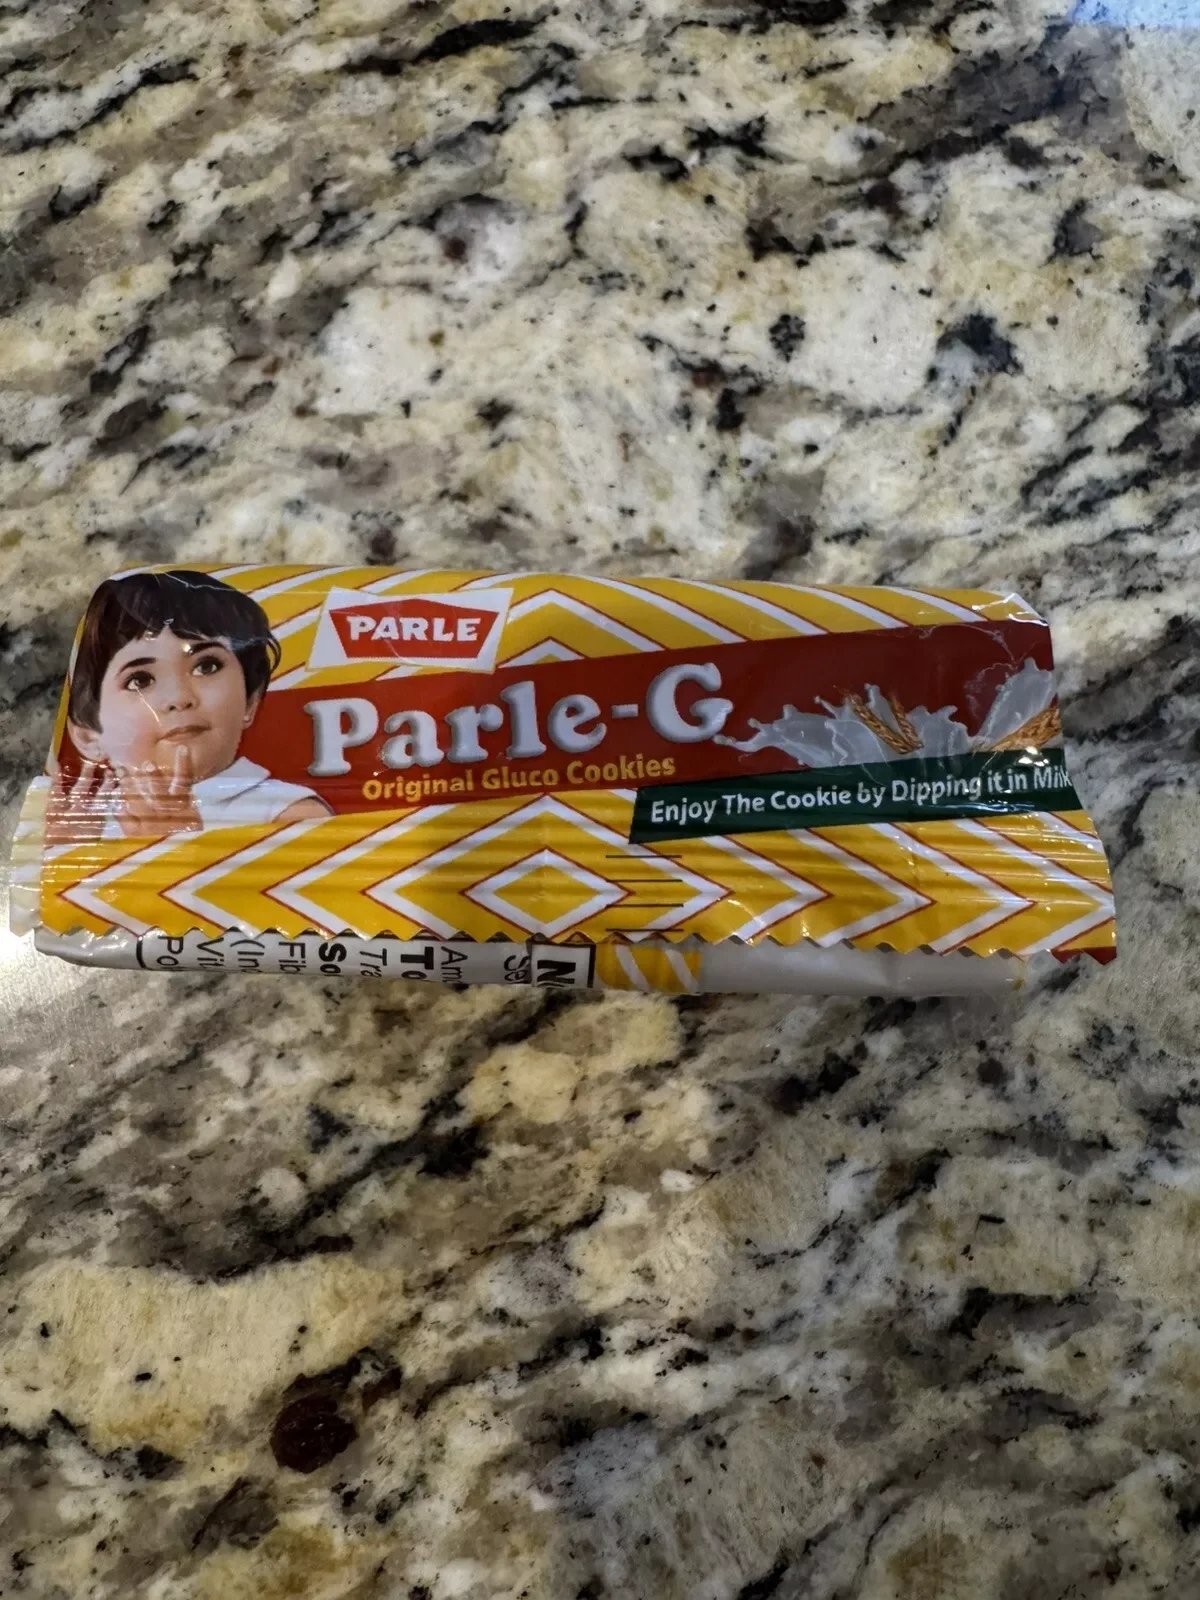 PARLE
Parle-G
Original Gluco Cookies
Enjoy The Cookie by Dipping it in Milk